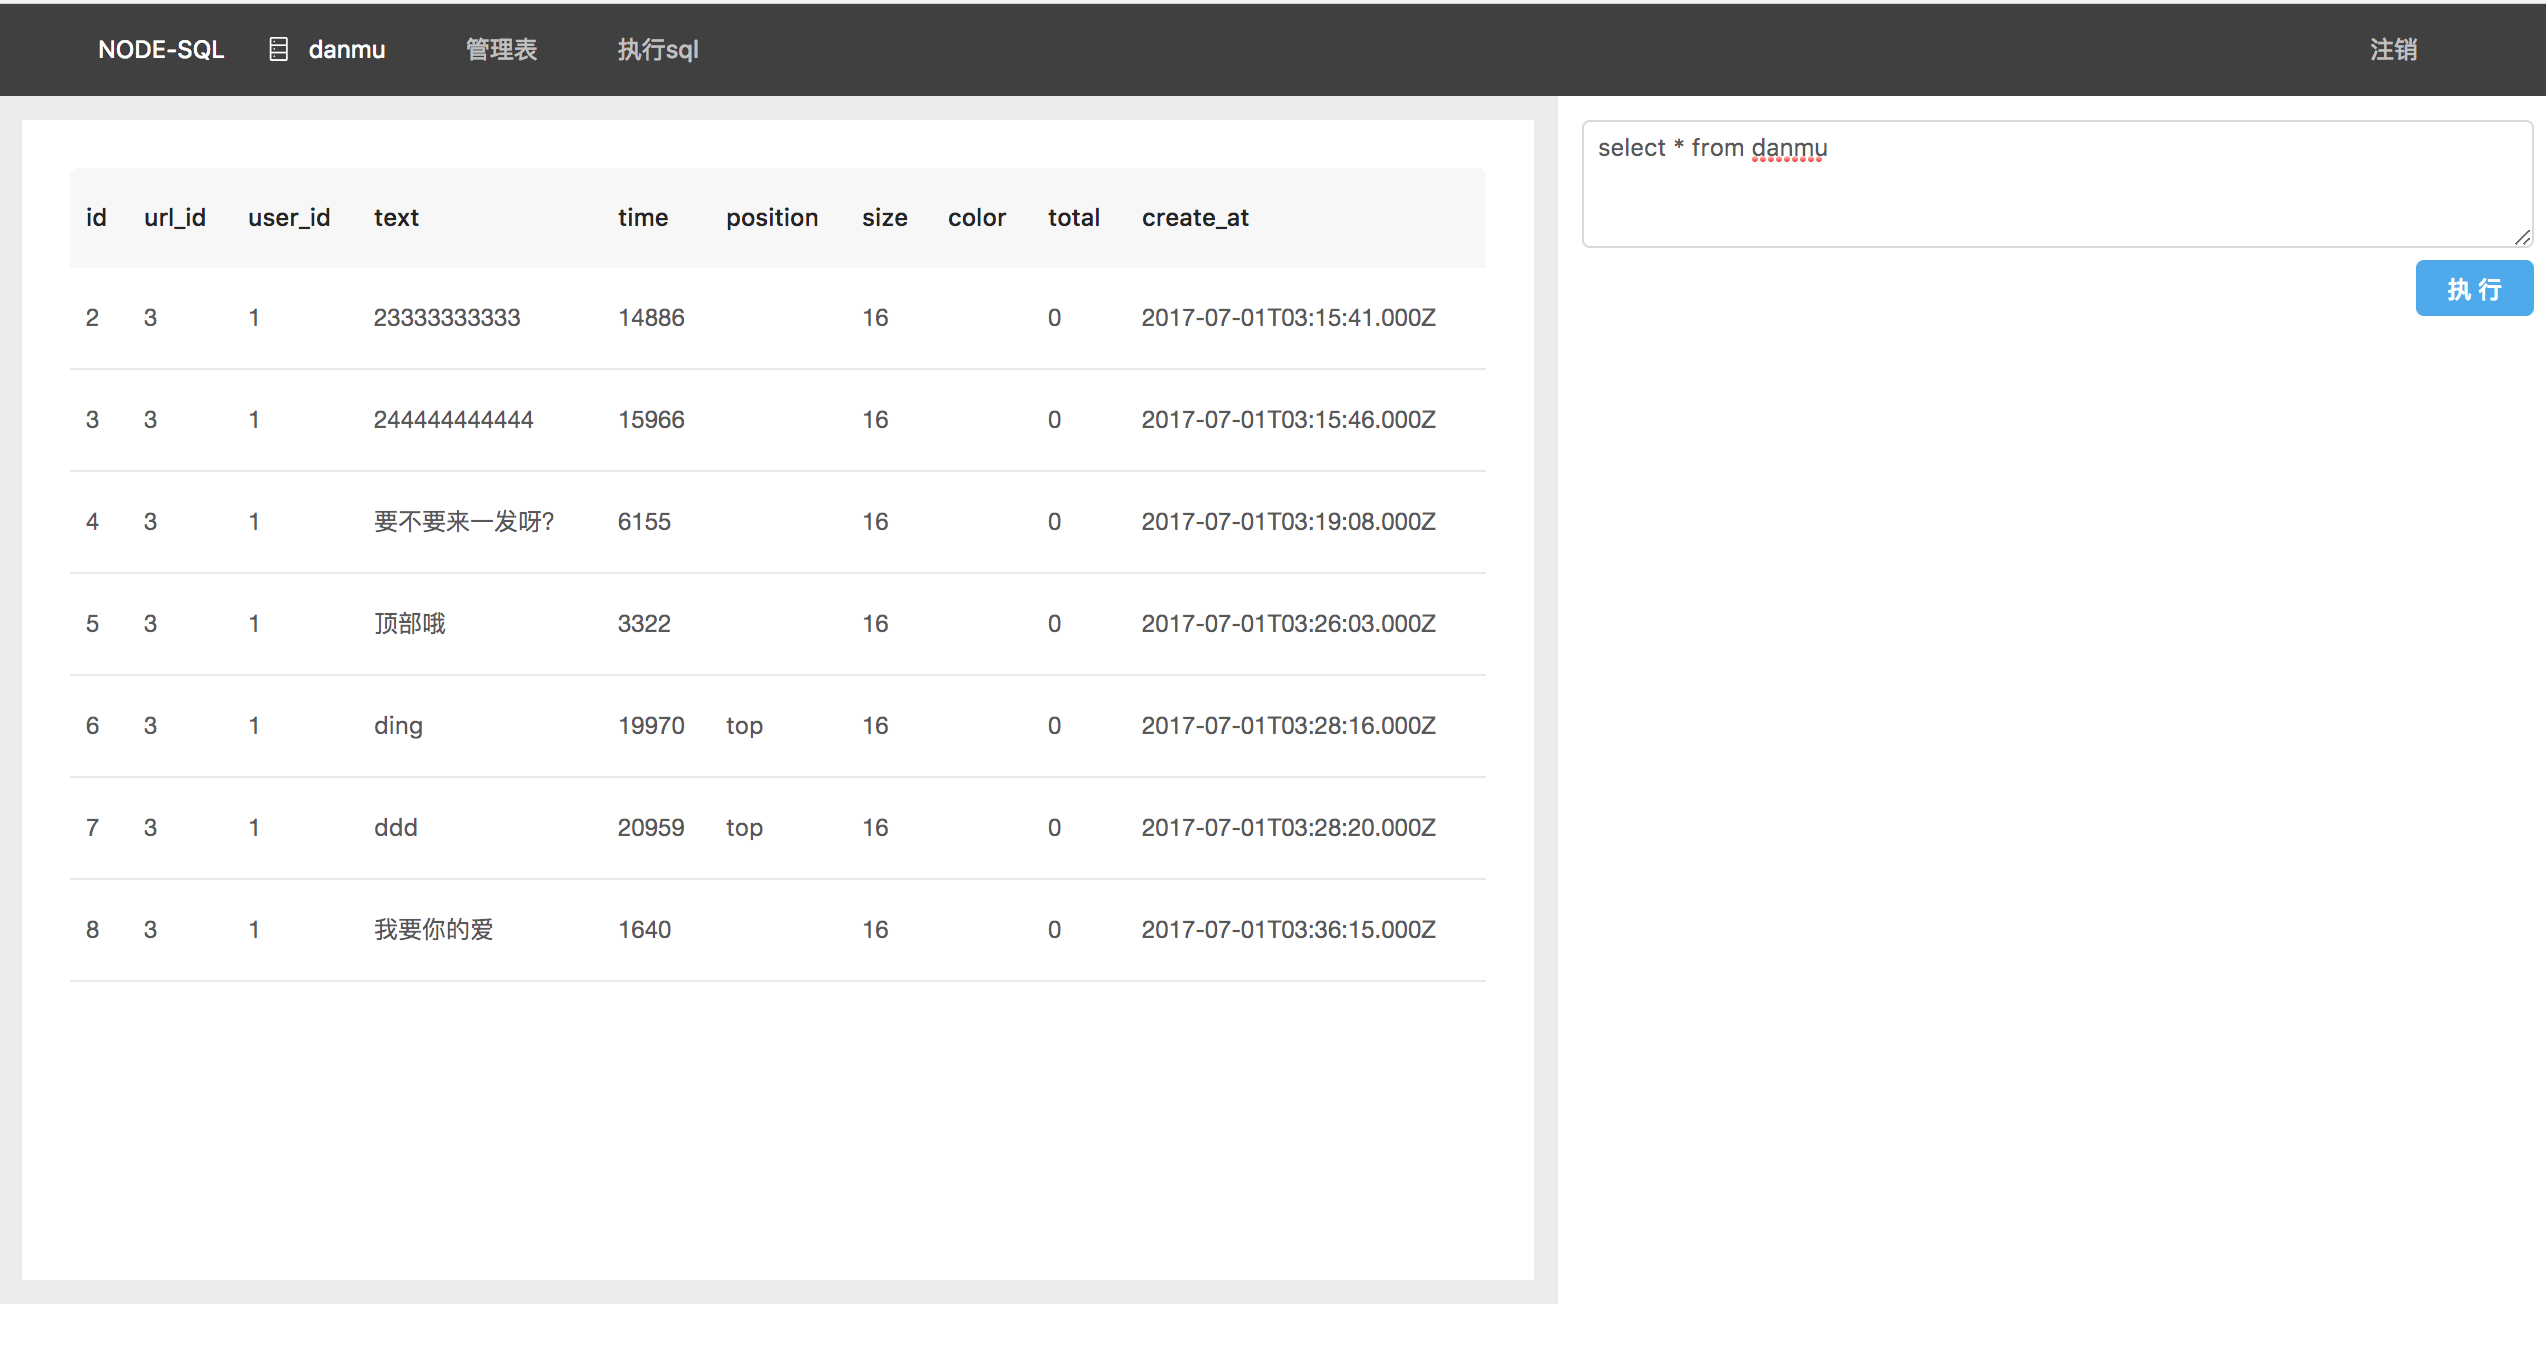 NODE-SQL danmu 管理表 执行sql 注销
select * from danmu
执 行
id url_id user_id text time position size color total create_at
2 3 1 23333333333 14886 16 0 2017-07-01T03:15:41.000Z
3 3 1 244444444444 15966 16 0 2017-07-01T03:15:46.000Z
4 3 1 要不要来一发呀? 6155 16 0 2017-07-01T03:19:08.000Z
5 3 1 顶部哦 3322 16 0 2017-07-01T03:26:03.000Z
6 3 1 ding 19970 top 16 0 2017-07-01T03:28:16.000Z
7 3 1 ddd 20959 top 16 0 2017-07-01T03:28:20.000Z
8 3 1 我要你的爱 1640 16 0 2017-07-01T03:36:15.000Z